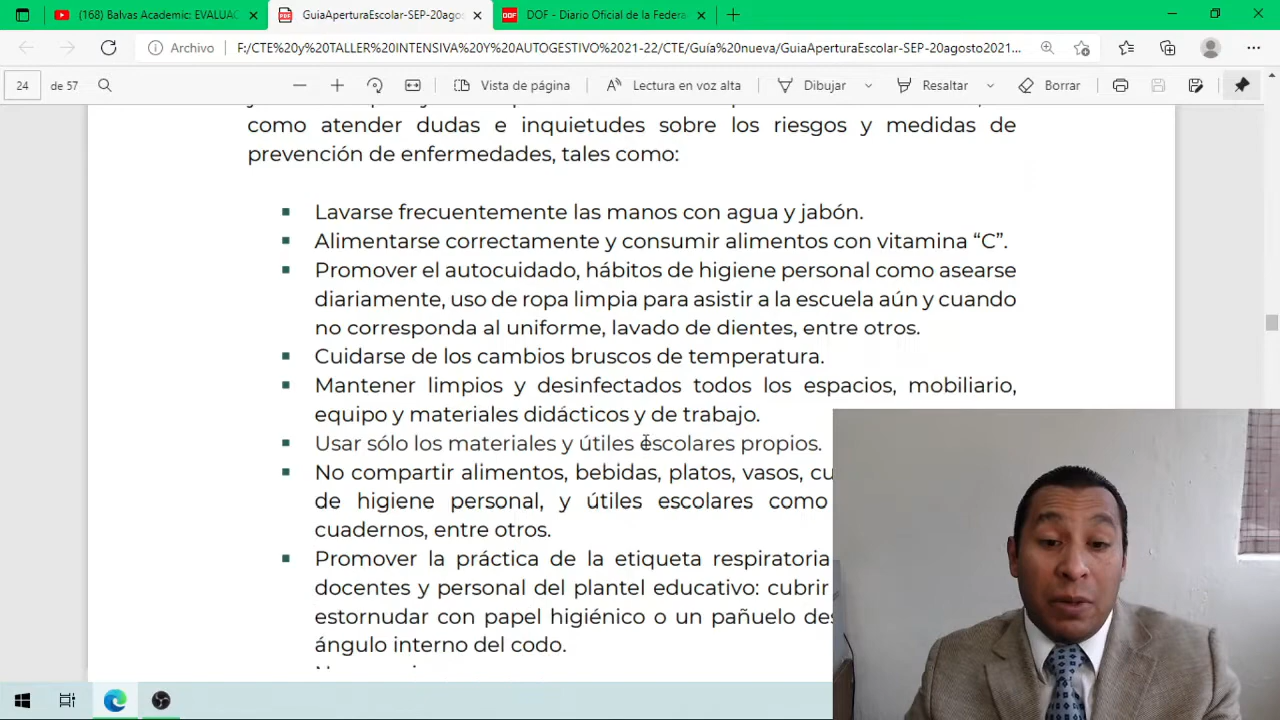 (168) Balvas Academic: EVALUAC
GuiaAperturaEscolar-SEP-20agosto
DOF - Diario Oficial de la Federa
Archivo
F:/CTE%20y%20TALLER%20INTENSIVA%20Y%20AUTOGESTIVO%202021-22/CTE/Guía%20nueva/GuiaAperturaEscolar-SEP-20agosto2021...
24 de 57
Vista de página
Lectura en voz alta
Dibujar
Resaltar
Borrar
como atender dudas e inquietudes sobre los riesgos y medidas de
prevención de enfermedades, tales como:
Lavarse frecuentemente las manos con agua y jabón.
Alimentarse correctamente y consumir alimentos con vitamina “C”.
Promover el autocuidado, hábitos de higiene personal como asearse
diariamente, uso de ropa limpia para asistir a la escuela aún y cuando
no corresponda al uniforme, lavado de dientes, entre otros.
Cuidarse de los cambios bruscos de temperatura.
Mantener limpios y desinfectados todos los espacios, mobiliario,
equipo y materiales didácticos y de trabajo.
Usar sólo los materiales y útiles escolares propios.
No compartir alimentos, bebidas, platos, vasos, cu
de higiene personal, y útiles escolares como
cuadernos, entre otros.
Promover la práctica de la etiqueta respiratoria
docentes y personal del plantel educativo: cubrir
estornudar con papel higiénico o un pañuelo des
ángulo interno del codo.